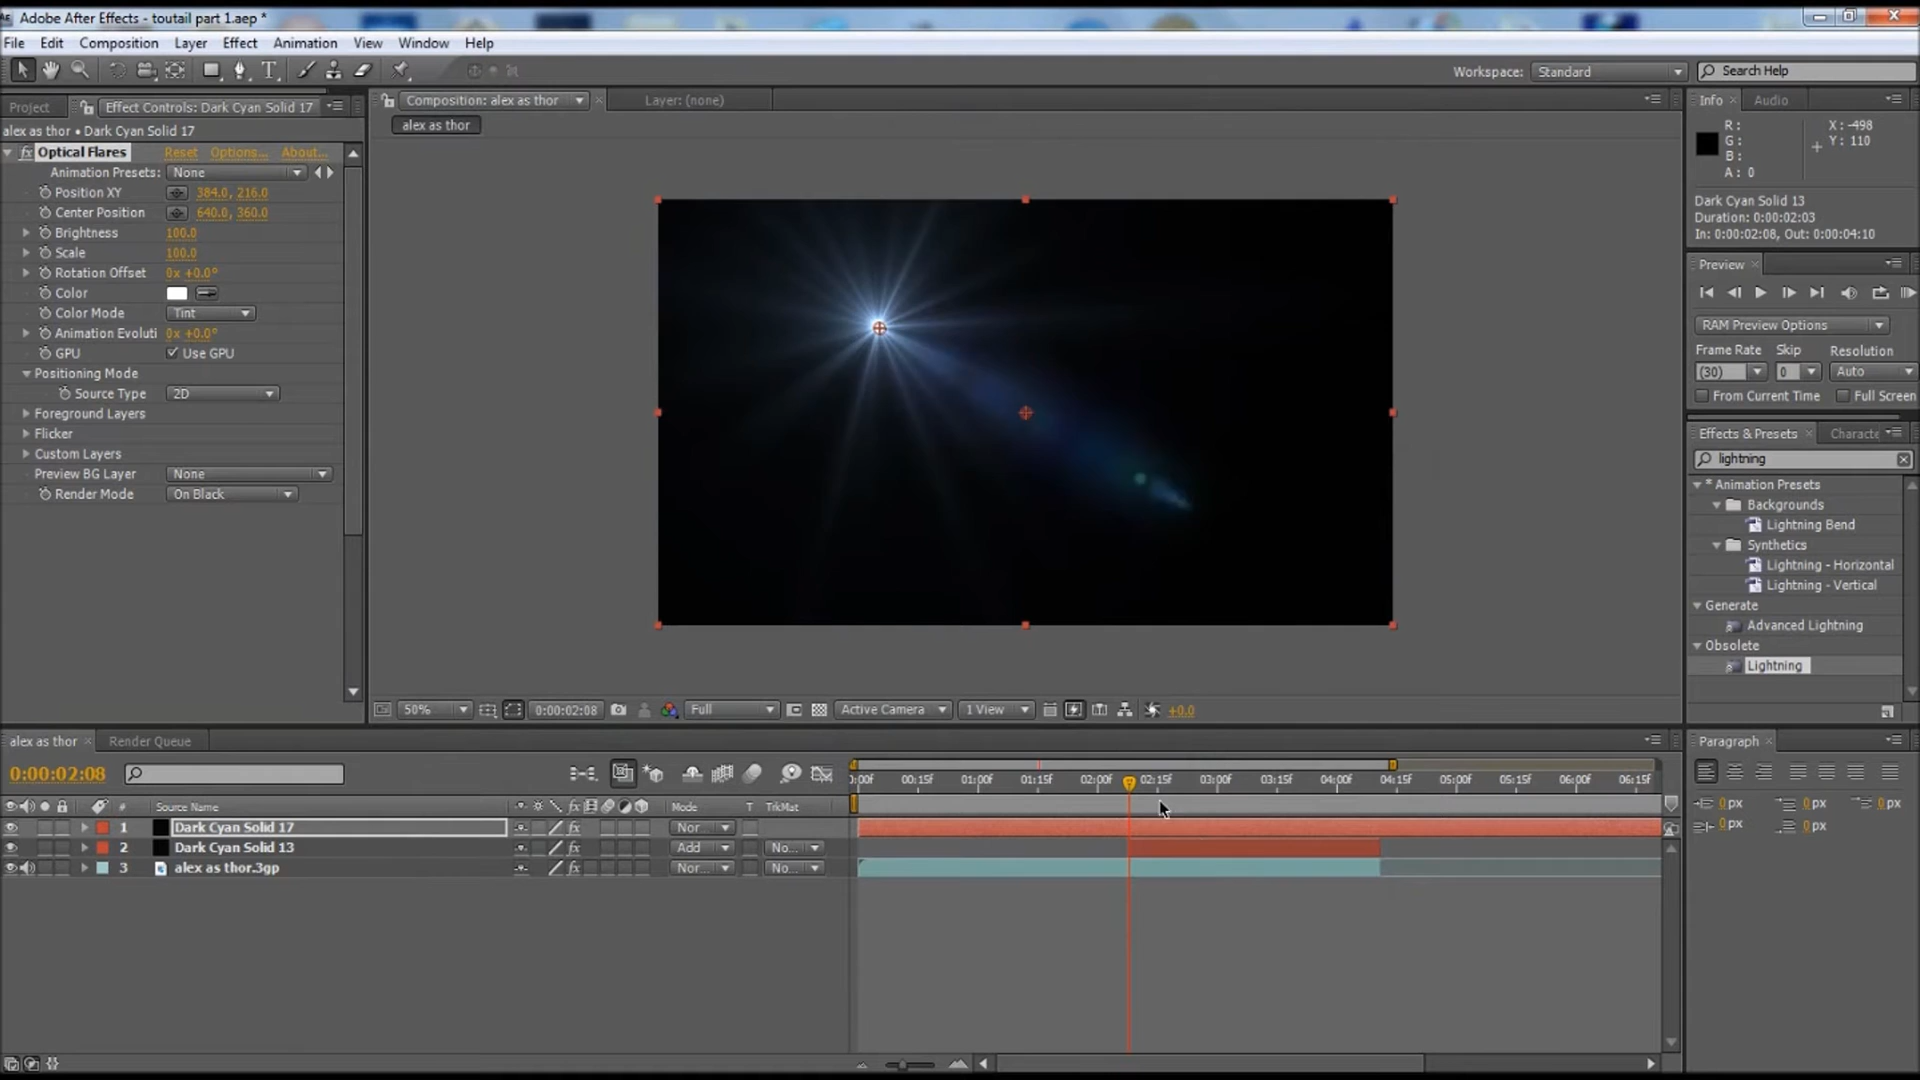 Adobe After Effects - toutail part 1.aep *
File Edit Composition Layer Effect Animation View Window Help
Workspace: Standard Search Help
Project Effect Controls: Dark Cyan Solid 17
alex as thor • Dark Cyan Solid 17
fx Optical Flares Reset Options... About...
Animation Presets: None
Position XY 384.0, 216.0
Center Position 640.0, 360.0
Brightness 100.0
Scale 100.0
Rotation Offset 0x +0.0°
Color
Color Mode Tint
Animation Evoluti 0x +0.0°
GPU Use GPU
Positioning Mode
Source Type 2D
Foreground Layers
Flicker
Custom Layers
Preview BG Layer None
Render Mode On Black
Composition: alex as thor Layer: (none)
alex as thor
50% 0:00:02:08 Full Active Camera 1 View +0.0
Info Audio
R: X: -498
G: Y: 110
B:
A: 0
Dark Cyan Solid 13
Duration: 0:00:02:03
In: 0:00:02:08, Out: 0:00:04:10
Preview
RAM Preview Options
Frame Rate Skip Resolution
(30) 0 Auto
From Current Time Full Screen
Effects & Presets Characte
lightning
* Animation Presets
Backgrounds
Lightning Bend
Synthetics
Lightning - Horizontal
Lightning - Vertical
Generate
Advanced Lightning
Obsolete
Lightning
alex as thor Render Queue
0:00:02:08
:00f 00:15f 01:00f 01:15f 02:00f 02:15f 03:00f 03:15f 04:00f 04:15f 05:00f 05:15f 06:00f 06:15f
# Source Name fx Mode T TrkMat
1 Dark Cyan Solid 17 fx Nor...
2 Dark Cyan Solid 13 fx Add No...
3 alex as thor.3gp fx Nor... No...
Paragraph
0 px 0 px 0 px
0 px 0 px